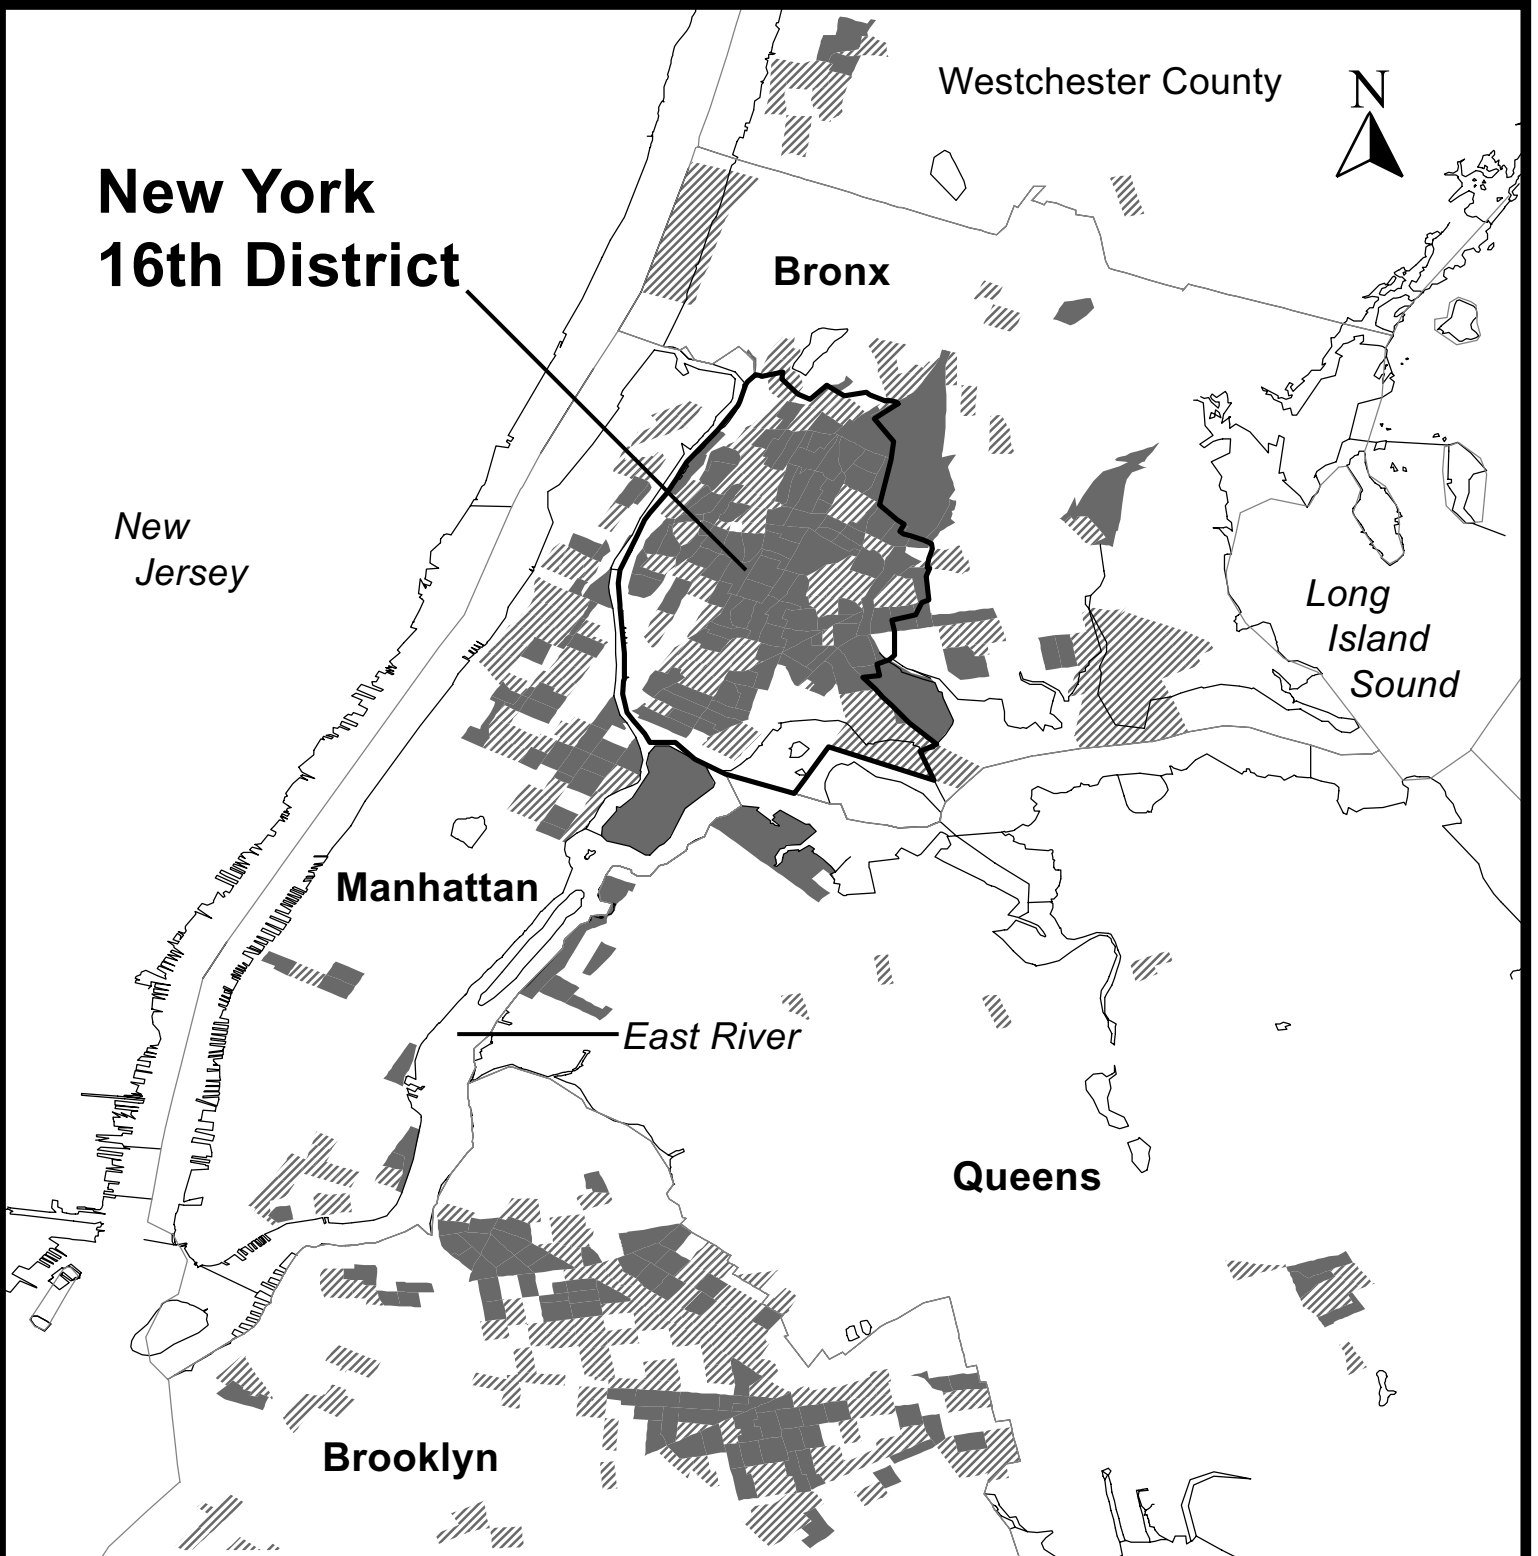 Westchester County
N
New York
16th District
Bronx
New
Jersey
Long
Island
Sound
Manhattan
East River
Queens
Brooklyn